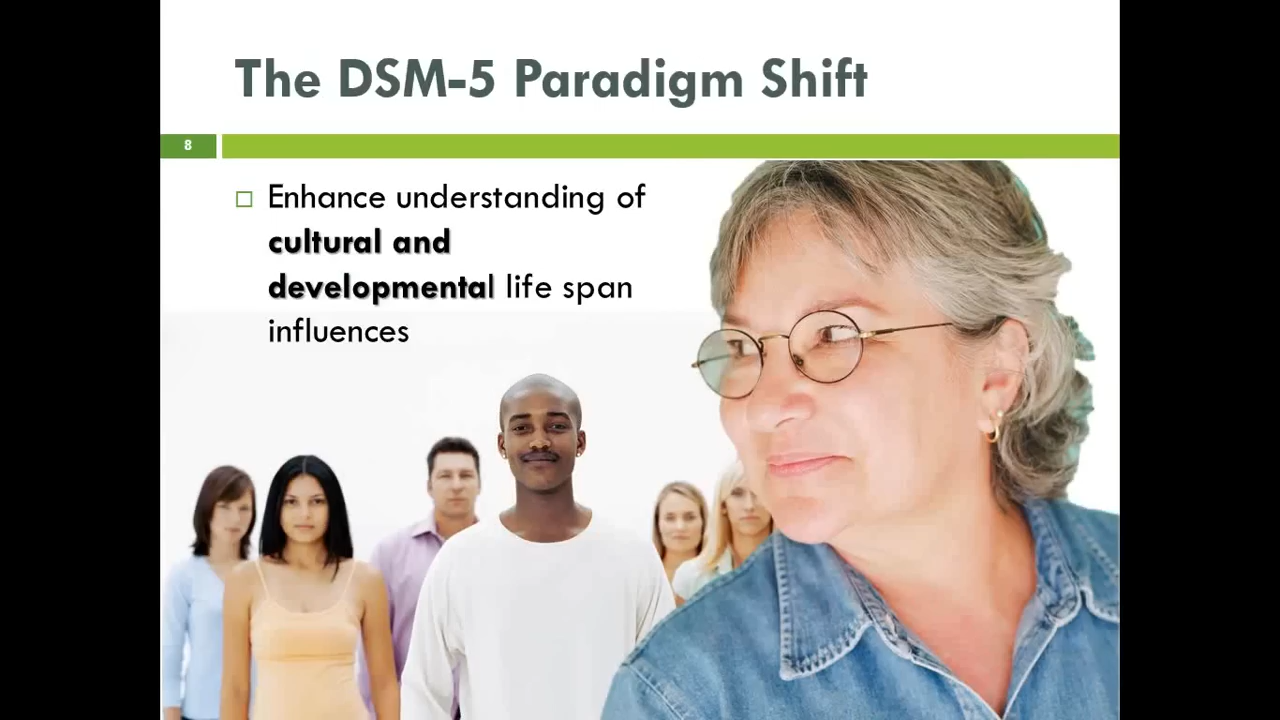 The DSM-5 Paradigm Shift
8
Enhance understanding of
cultural and
developmental life span
influences